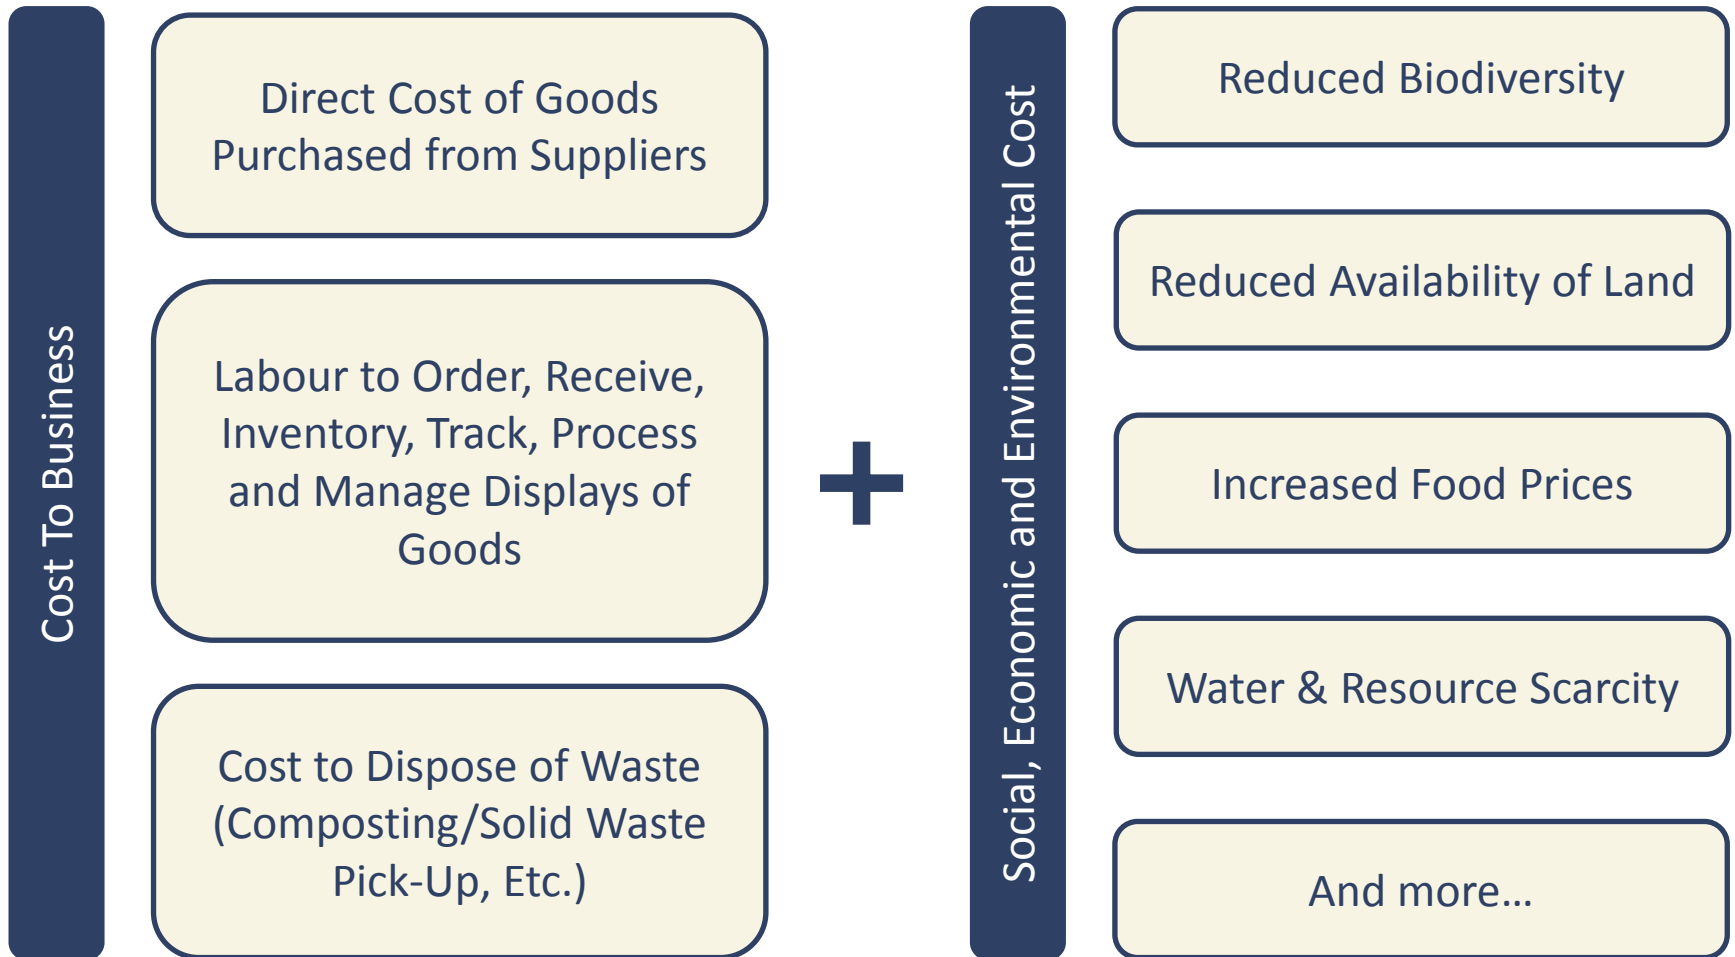 Cost To Business
Direct Cost of Goods
Purchased from Suppliers
Labour to Order, Receive,
Inventory, Track, Process
and Manage Displays of
Goods
Cost to Dispose of Waste
(Composting/Solid Waste
Pick-Up, Etc.)
+
Social, Economic and Environmental Cost
Reduced Biodiversity
Reduced Availability of Land
Increased Food Prices
Water & Resource Scarcity
And more…